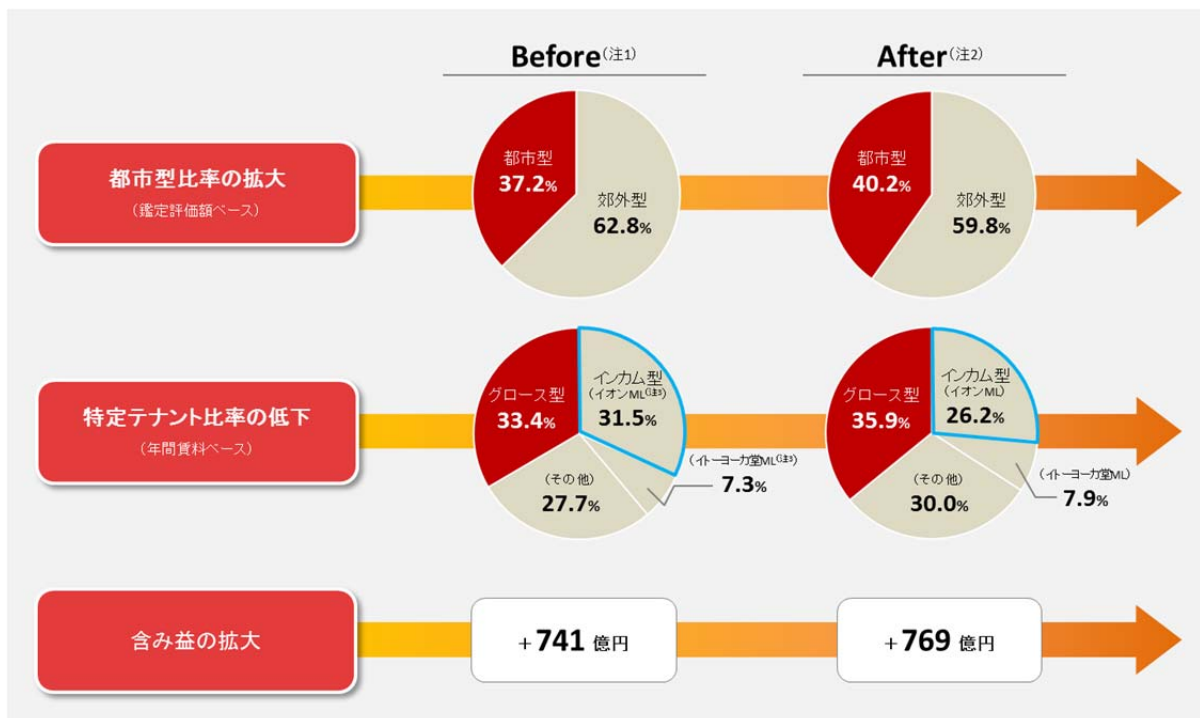 Before(注1)
After(注2)
都市型比率の拡大
(鑑定評価額ベース)
都市型
37.2%
郊外型
62.8%
都市型
40.2%
郊外型
59.8%
特定テナント比率の低下
(年間賃料ベース)
グロース型
33.4%
インカム型
(イオンML(注3)
31.5%
(イトーヨーカ堂ML(注3)
7.3%
(その他)
27.7%
グロース型
35.9%
インカム型
(イオンML)
26.2%
(イトーヨーカ堂ML)
7.9%
(その他)
30.0%
含み益の拡大
+741 億円
+769 億円